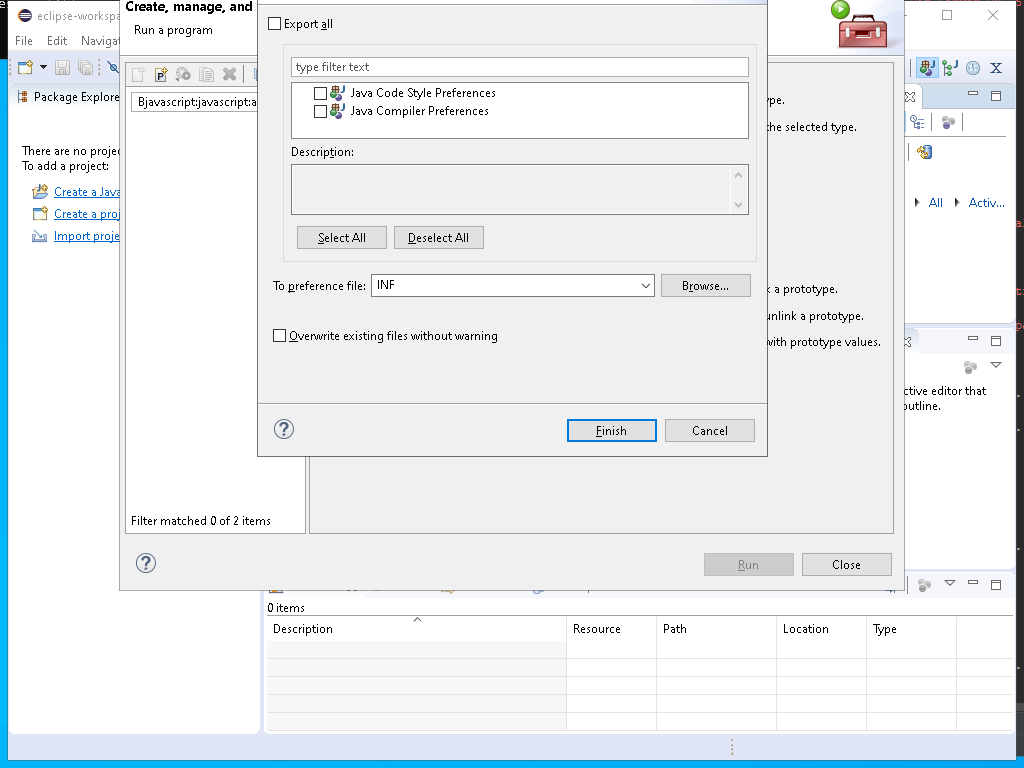 eclipse-workspa
File Edit Navigat
Package Explore
There are no projec
To add a project:
Create a Java
Create a proj
Import proje
Create, manage, and
Run a program
Bjavascript:javascript:a
Filter matched 0 of 2 items
Export all
type filter text
Java Code Style Preferences
Java Compiler Preferences
Description:
Select All Deselect All
To preference file: INF Browse...
Overwrite existing files without warning
Finish Cancel
ype.
he selected type.
k a prototype.
unlink a prototype.
with prototype values.
Run Close
All Activ...
ctive editor that
outline.
0 items
Description Resource Path Location Type